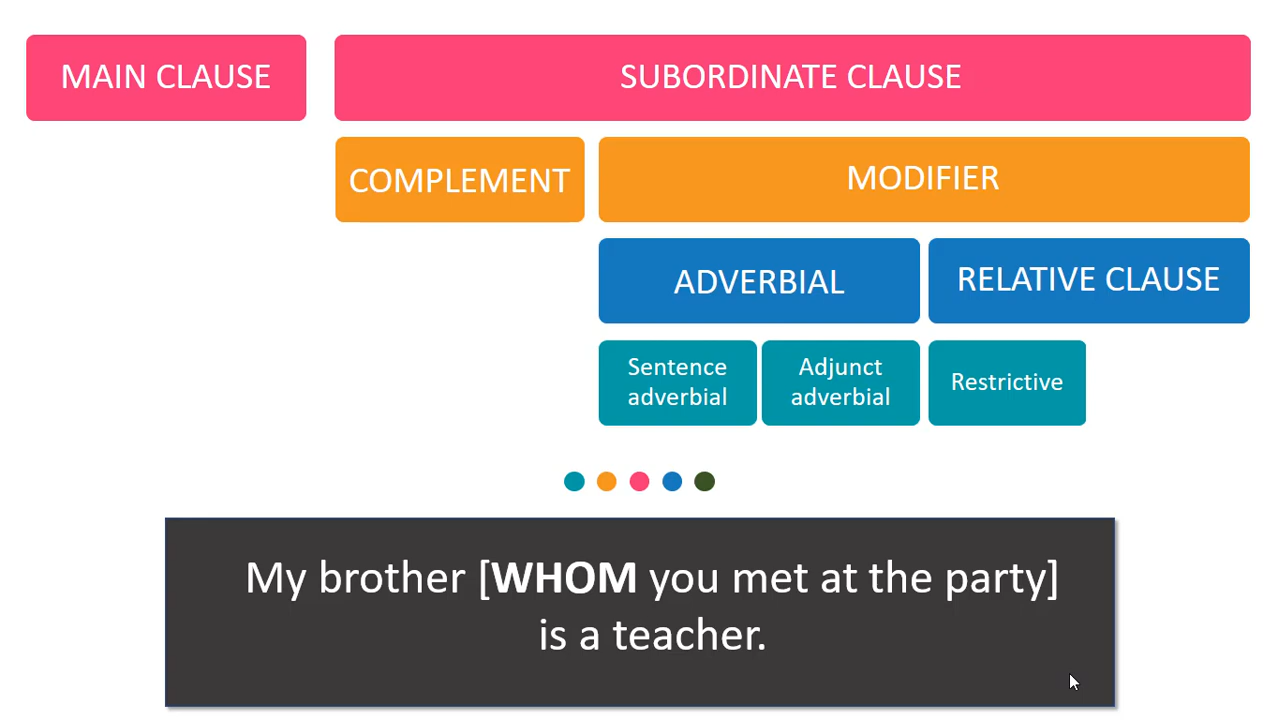 MAIN CLAUSE
SUBORDINATE CLAUSE
COMPLEMENT
MODIFIER
ADVERBIAL
RELATIVE CLAUSE
Sentence
adverbial
Adjunct
adverbial
Restrictive
My brother [WHOM you met at the party]
is a teacher.